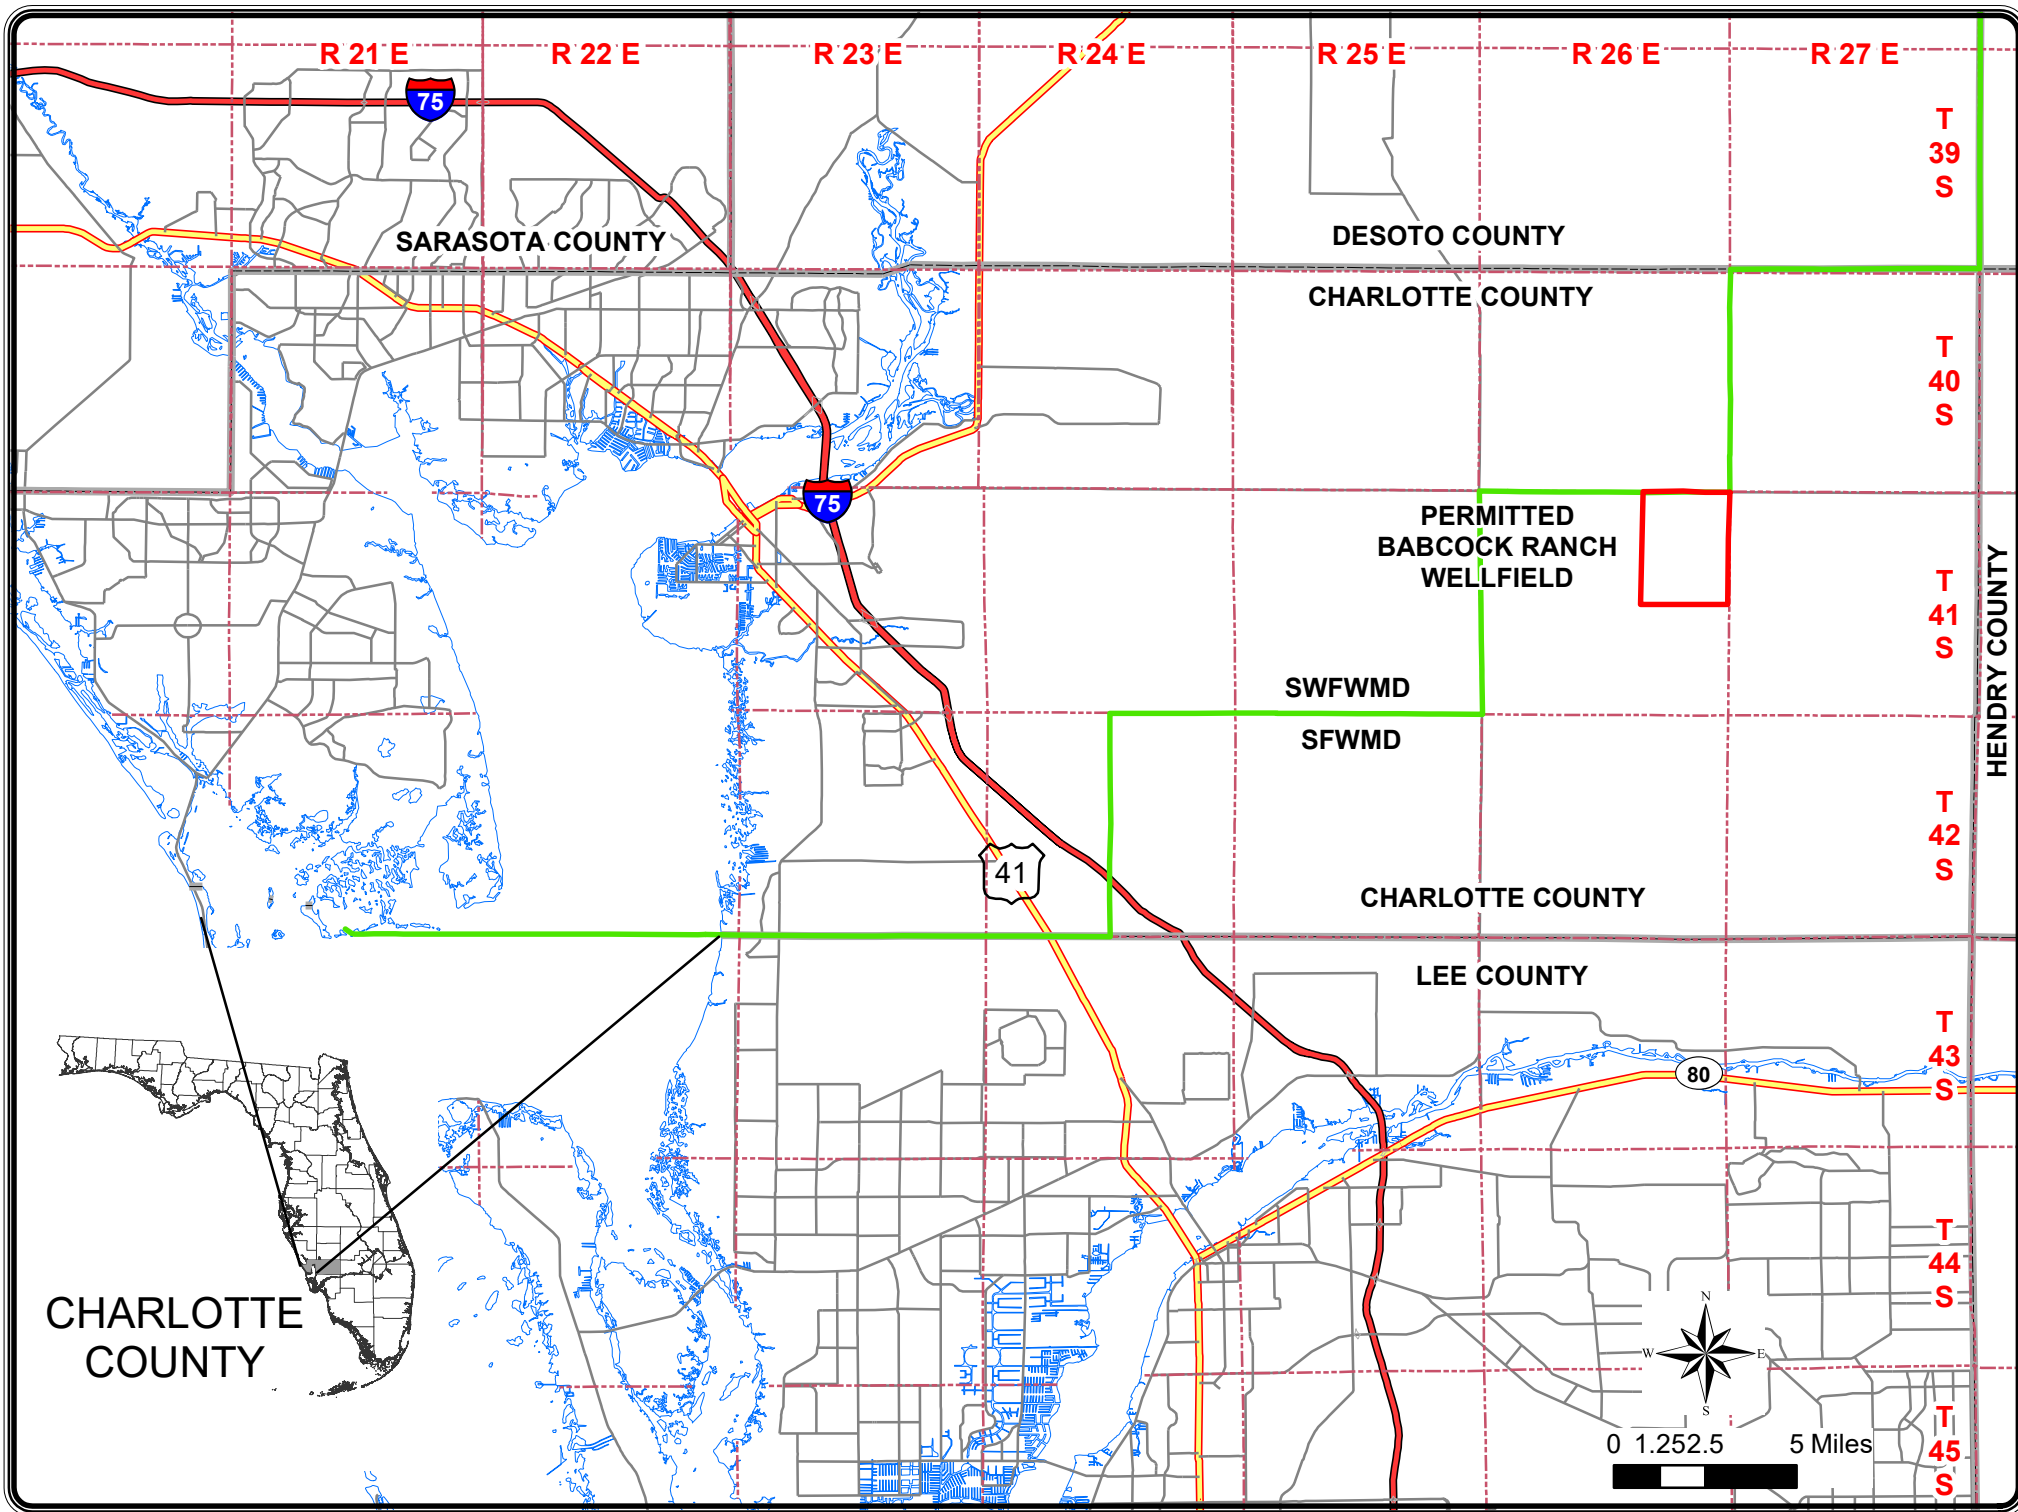 R 21 E
R 22 E
R 23 E
R 24 E
R 25 E
R 26 E
R 27 E
75
T
39
S
SARASOTA COUNTY
DESOTO COUNTY
CHARLOTTE COUNTY
T
40
S
75
PERMITTED
BABCOCK RANCH
WELLFIELD
T
41
S
HENDRY COUNTY
SWFWMD
SFWMD
T
42
S
41
CHARLOTTE COUNTY
LEE COUNTY
T
43
S
80
T
44
S
CHARLOTTE
COUNTY
N
W
E
S
T
45
S
0 1.252.5 5 Miles